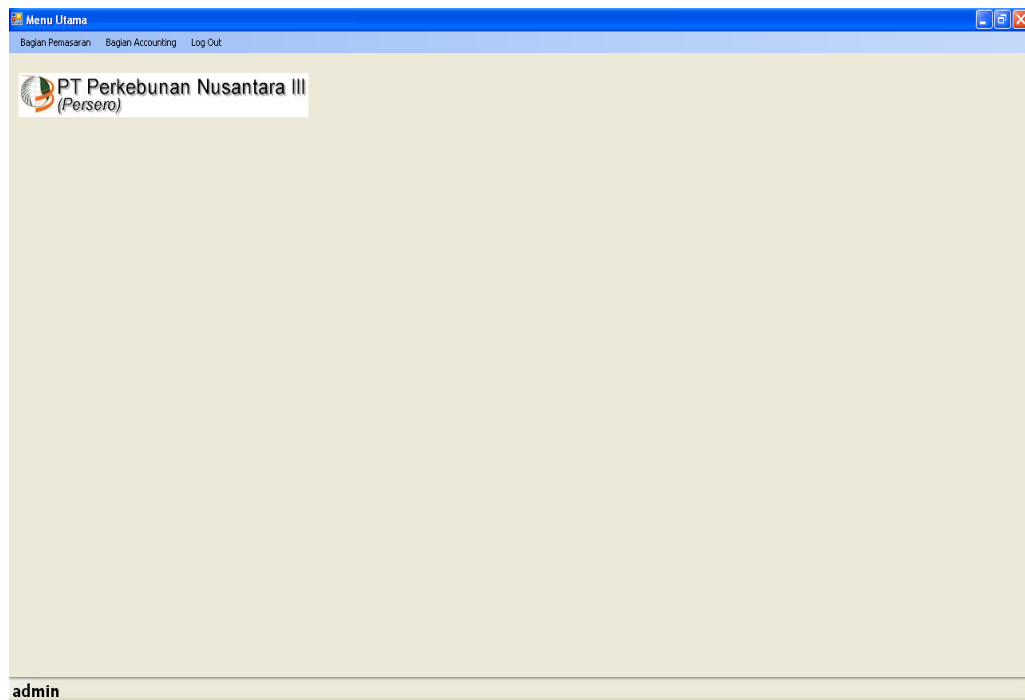 Menu Utama
Bagian Pemasaran Bagian Accounting Log Out
PT Perkebunan Nusantara III
(Persero)
admin